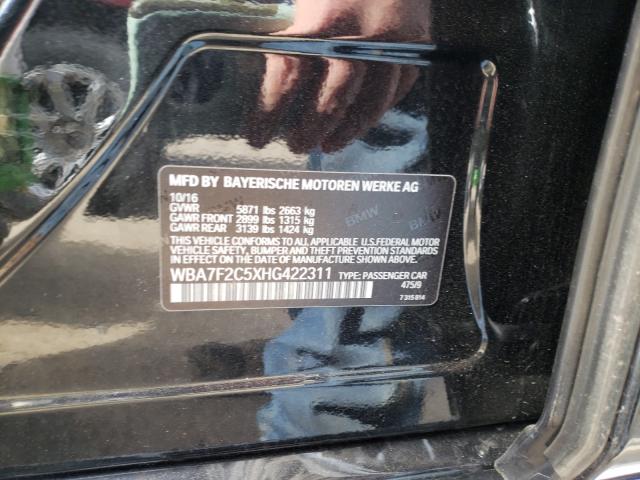 MFD BY BAYERISCHE MOTOREN WERKE AG
10/16
GVWR 5871 lbs 2663 kg
GAWR FRONT 2899 lbs 1315 kg
GAWR REAR 3139 lbs 1424 kg
THIS VEHICLE CONFORMS TO ALL APPLICABLE U.S.FEDERAL MOTOR
VEHICLE SAFETY, BUMPER AND THEFT PREVENTION STANDARDS
IN EFFECT ON THE DATE OF MANUFACTURE SHOWN ABOVE.
WBA7F2C5XHG422311 TYPE: PASSENGER CAR
475/9
7 315 814
BMW
BMW
BMW